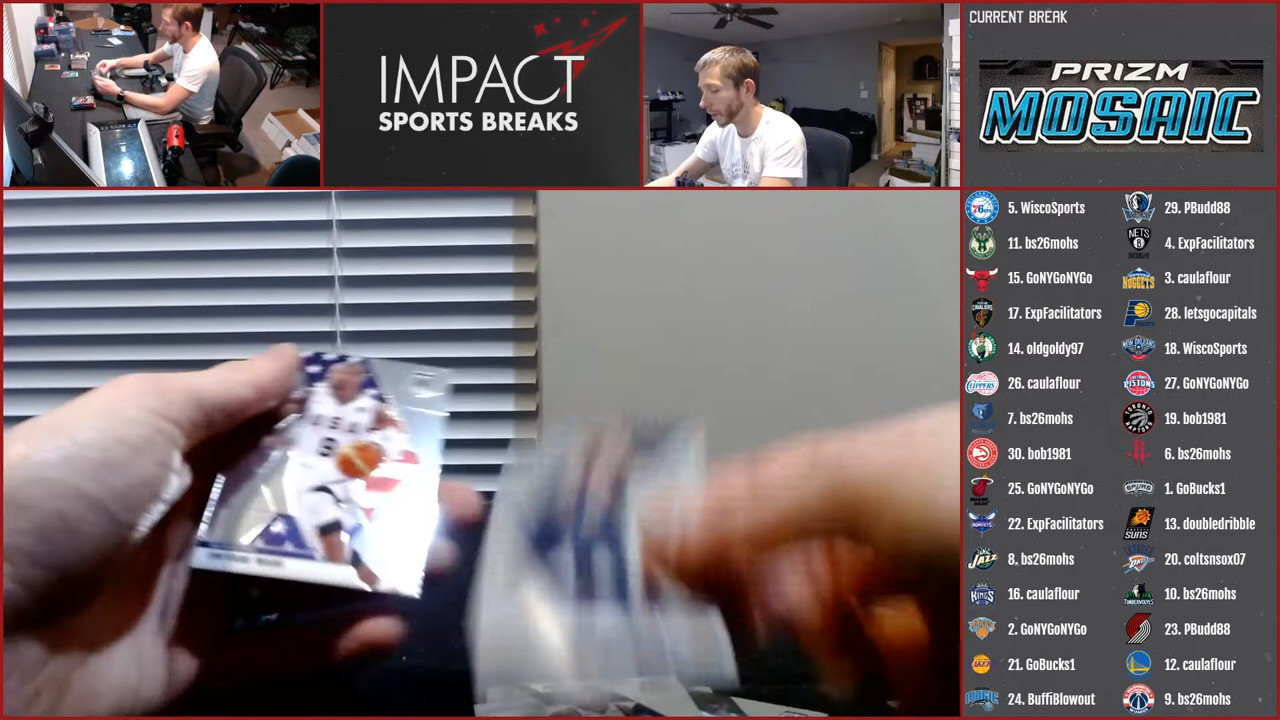 IMPACT
SPORTS BREAKS
CURRENT BREAK
PRIZM
MOSAIC
5. WiscoSports
29. PBudd88
11. bs26mohs
4. ExpFacilitators
15. GoNYGoNYGo
3. caulaflour
17. ExpFacilitators
28. letsgocapitals
14. oldgoldy97
18. WiscoSports
26. caulaflour
27. GoNYGoNYGo
7. bs26mohs
19. bob1981
30. bob1981
6. bs26mohs
25. GoNYGoNYGo
1. GoBucks1
22. ExpFacilitators
13. doubledribble
8. bs26mohs
20. coltsnsox07
16. caulaflour
10. bs26mohs
2. GoNYGoNYGo
23. PBudd88
21. GoBucks1
12. caulaflour
24. BuffiBlowout
9. bs26mohs
USA